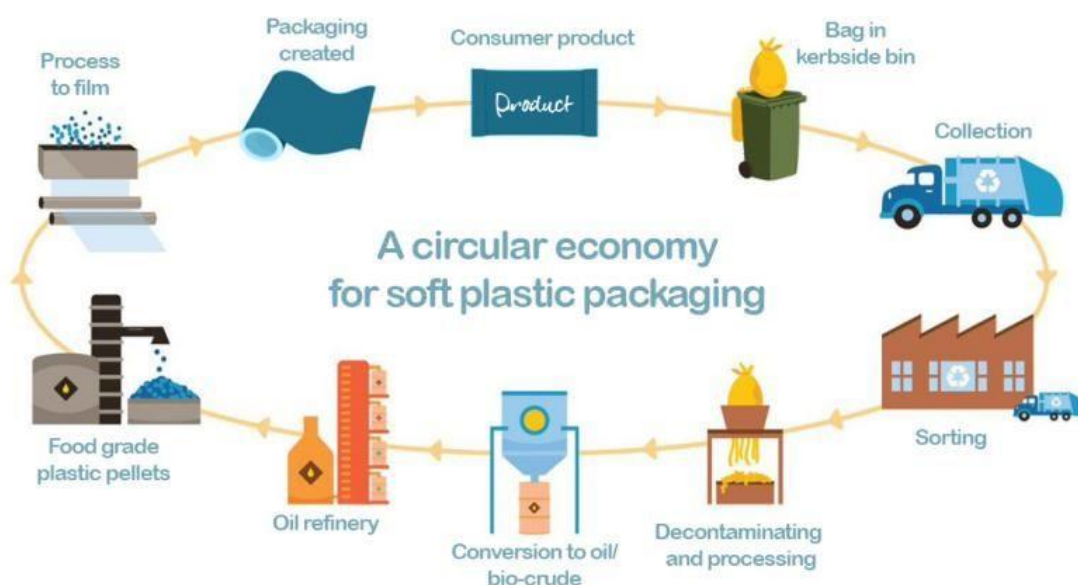 Packaging
created
Consumer product
Bag in
kerbside bin
Process
to film
Product
Collection
A circular economy
for soft plastic packaging
Food grade
plastic pellets
Oil refinery
Conversion to oil/
bio-crude
Decontaminating
and processing
Sorting